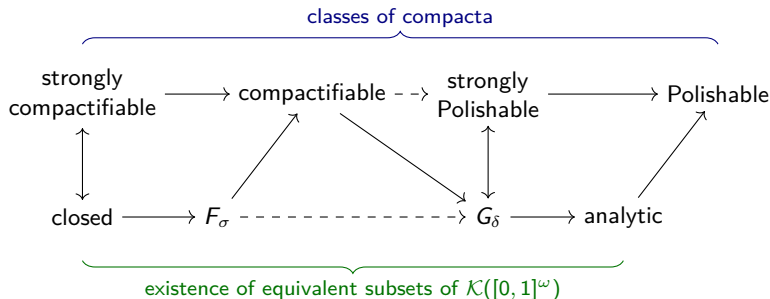 classes of compacta
strongly
compactifiable
compactifiable
strongly
Polishable
Polishable
closed
F_σ
G_δ
analytic
existence of equivalent subsets of 𝒦([0, 1]^ω)